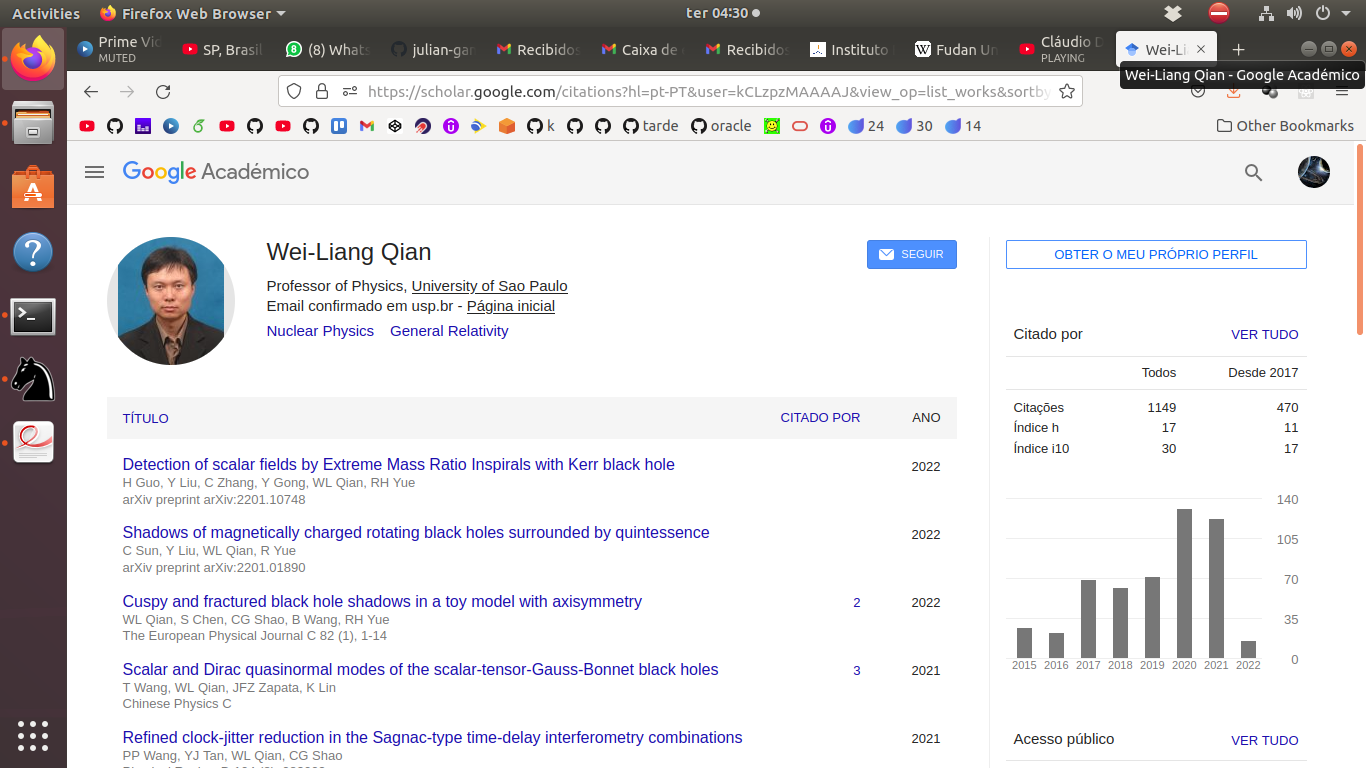 Activities
Firefox Web Browser
ter 04:30
Prime Vid
MUTED
SP, Brasil
(8) Whats
julian-gar
Recibidos
Caixa de
Recibidos
Instituto
Fudan Un
Cláudio D
PLAYING
Wei-Li
Wei-Liang Qian - Google Académico
https://scholar.google.com/citations?hl=pt-PT&user=kCLzpzMAAAAJ&view_op=list_works&sortby
k
tarde
oracle
24
30
14
Other Bookmarks
Google Académico
Wei-Liang Qian
SEGUIR
Professor of Physics, University of Sao Paulo
Email confirmado em usp.br - Página inicial
Nuclear Physics General Relativity
TÍTULO CITADO POR ANO
Detection of scalar fields by Extreme Mass Ratio Inspirals with Kerr black hole 2022
H Guo, Y Liu, C Zhang, Y Gong, WL Qian, RH Yue
arXiv preprint arXiv:2201.10748
Shadows of magnetically charged rotating black holes surrounded by quintessence 2022
C Sun, Y Liu, WL Qian, R Yue
arXiv preprint arXiv:2201.01890
Cuspy and fractured black hole shadows in a toy model with axisymmetry 2 2022
WL Qian, S Chen, CG Shao, B Wang, RH Yue
The European Physical Journal C 82 (1), 1-14
Scalar and Dirac quasinormal modes of the scalar-tensor-Gauss-Bonnet black holes 3 2021
T Wang, WL Qian, JFZ Zapata, K Lin
Chinese Physics C
Refined clock-jitter reduction in the Sagnac-type time-delay interferometry combinations 2021
PP Wang, YJ Tan, WL Qian, CG Shao
OBTER O MEU PRÓPRIO PERFIL
Citado por VER TUDO
Todos Desde 2017
Citações 1149 470
Índice h 17 11
Índice i10 30 17
140
105
70
35
0
2015 2016 2017 2018 2019 2020 2021 2022
Acesso público VER TUDO